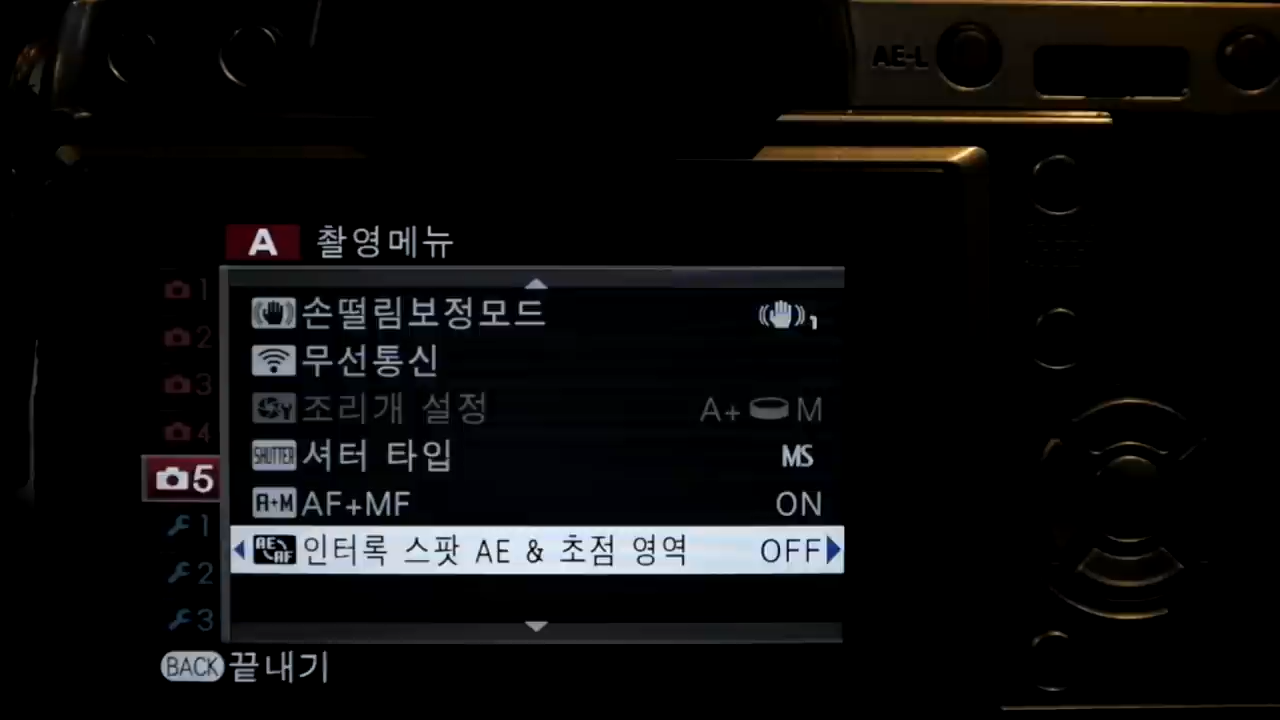 AE-L
A 촬영메뉴
1
손떨림보정모드 1
2
무선통신
3
조리개 설정 A+ M
4
SHUTTER 셔터 타입 MS
5
A+M AF+MF ON
1
AE AF 인터록 스팟 AE & 초점 영역 OFF
2
3
BACK 끝내기